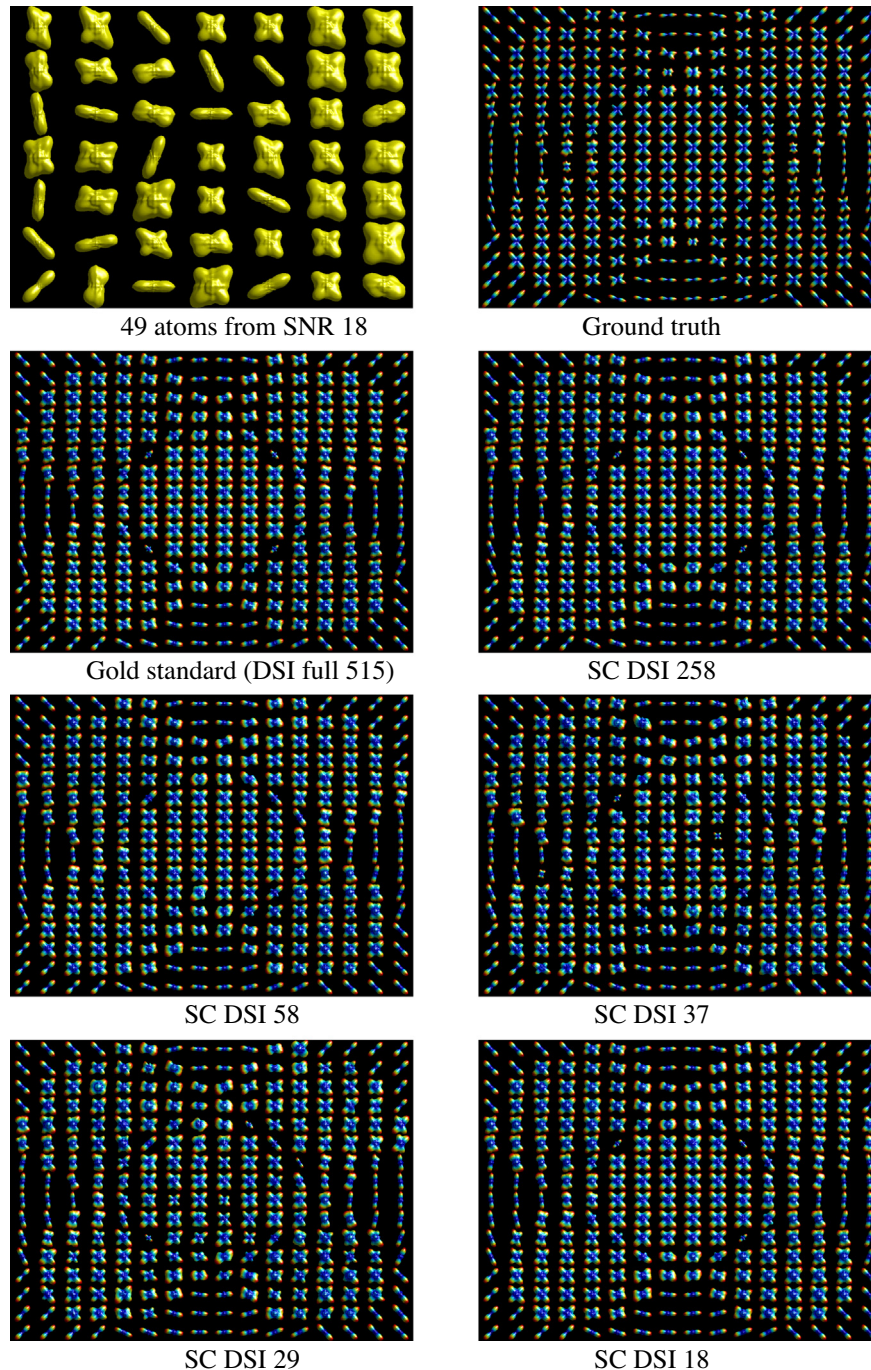 49 atoms from SNR 18
Ground truth
Gold standard (DSI full 515)
SC DSI 258
SC DSI 58
SC DSI 37
SC DSI 29
SC DSI 18